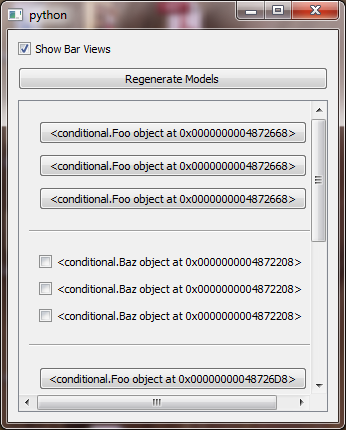 python
Show Bar Views
Regenerate Models
<conditional.Foo object at 0x0000000004872668>
<conditional.Foo object at 0x0000000004872668>
<conditional.Foo object at 0x0000000004872668>
<conditional.Baz object at 0x0000000004872208>
<conditional.Baz object at 0x0000000004872208>
<conditional.Baz object at 0x0000000004872208>
<conditional.Foo object at 0x00000000048726D8>